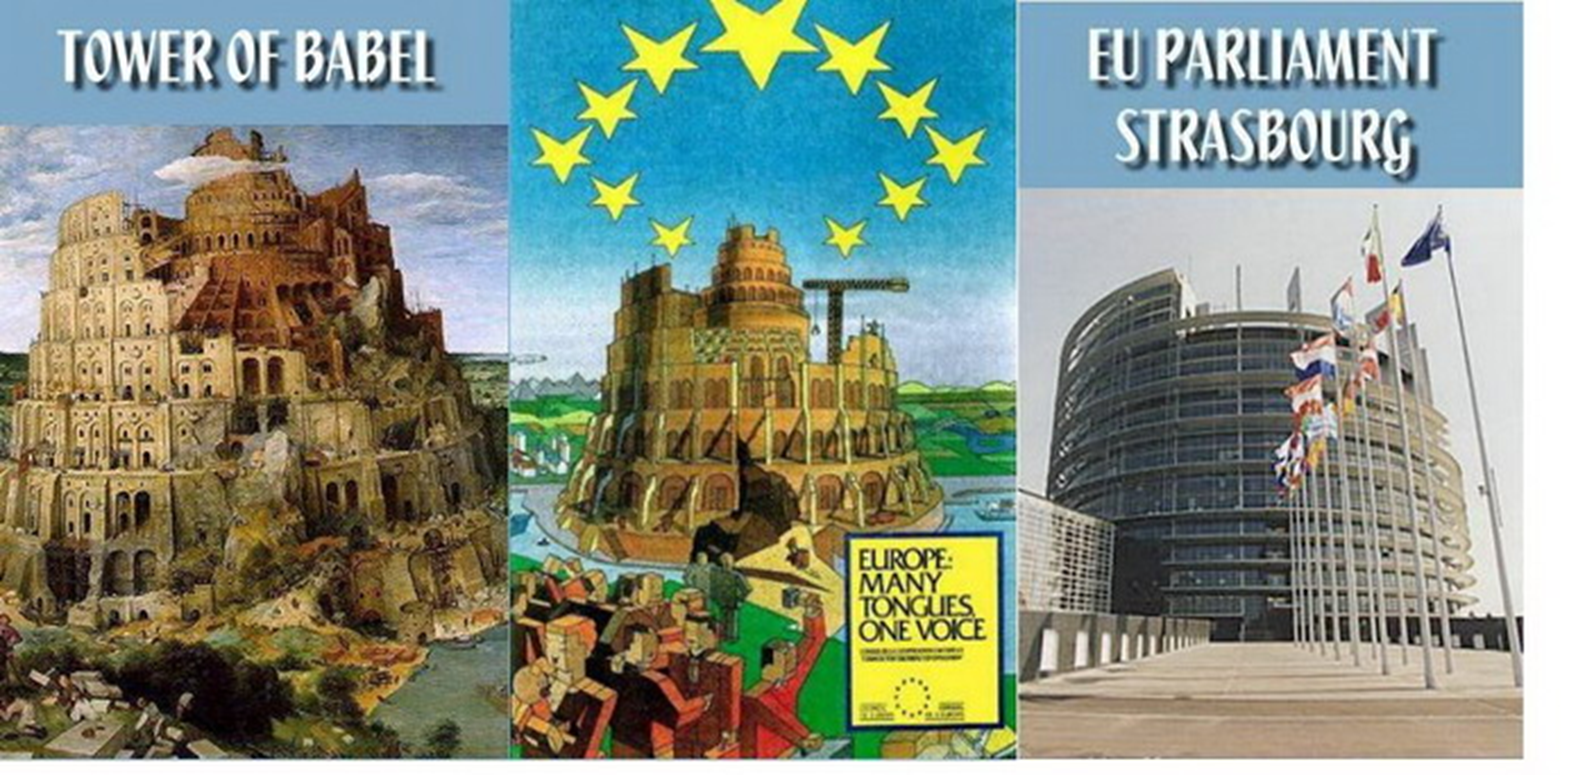 TOWER OF BABEL
EUROPE:
MANY
TONGUES,
ONE VOICE
EU PARLIAMENT
STRASBOURG